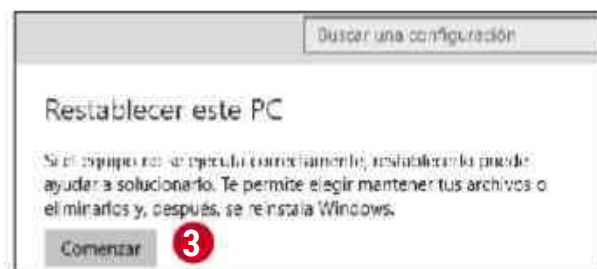 Buscar una configuración
Restablecer este PC
Si el equipo no se ejecuta correctamente, restablecerlo puede
ayudar a solucionarlo. Te permite elegir mantener tus archivos o
eliminarlos y, después, se reinstala Windows.
Comenzar 3